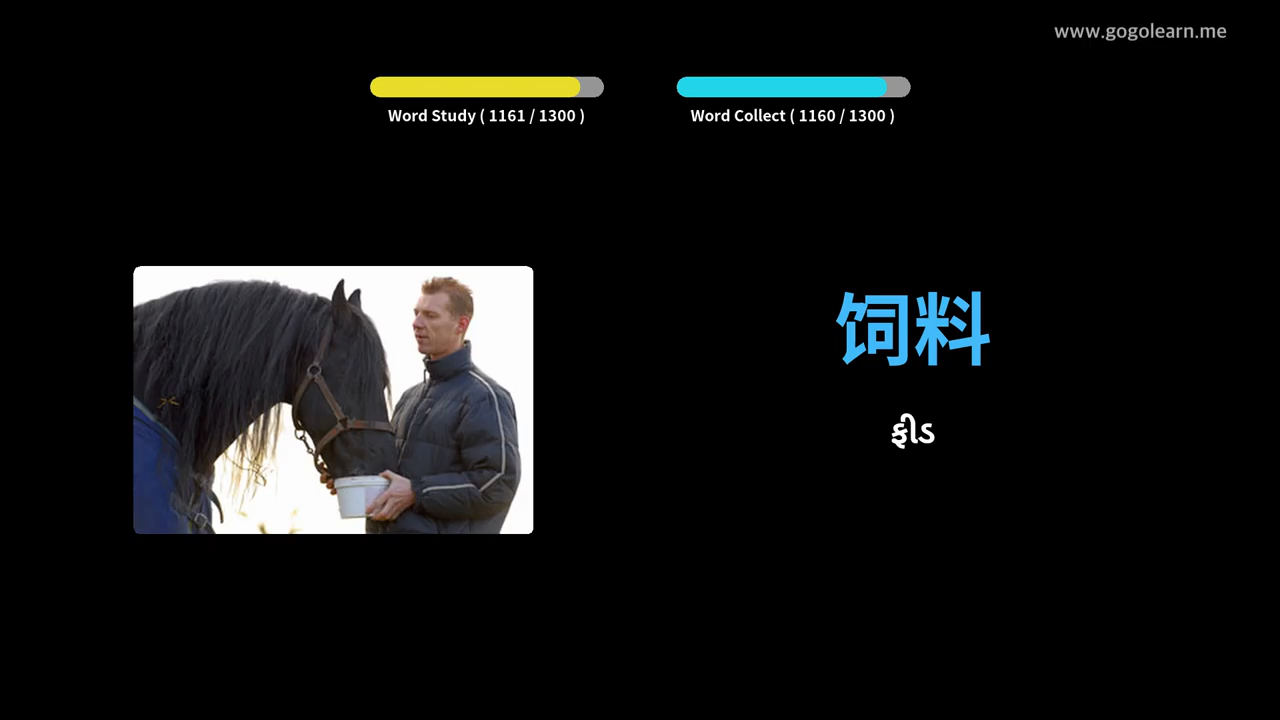 www.gogolearn.me
Word Study ( 1161 / 1300 )
Word Collect ( 1160 / 1300 )
饲料
ફીડ